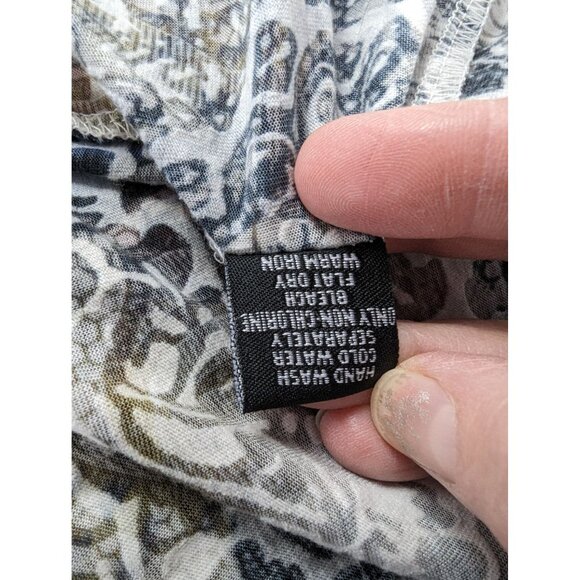 HAND WASH
COLD WATER
SEPARATELY
ONLY NON CHLORINE
BLEACH
FLAT DRY
WARM IRON